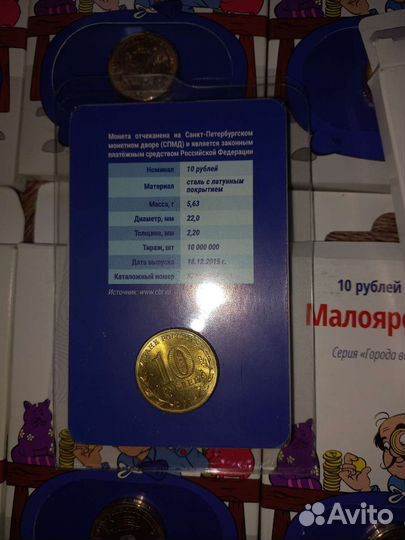 Монета отчеканена на Санкт-Петербургском
монетном дворе (СПМД) и является законным
платёжным средством Российской Федерации
Номинал 10 рублей
Материал сталь с латунным
покрытием
Масса, г 5,63
Диаметр, мм 22,0
Толщина, мм 2,20
Тираж, шт 10 000 000
Дата выпуска 18.12.2015 г.
Каталожный номер
Источник: www.cbr.ru
10
10 рублей
Малояро
Серия «Города во
Avito